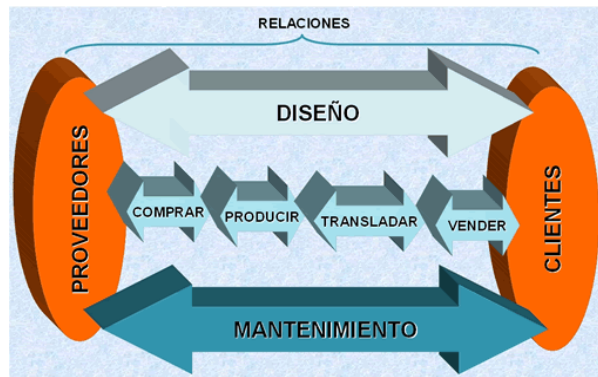 RELACIONES
DISEÑO
PROVEEDORES
COMPRAR
PRODUCIR
TRANSLADAR
VENDER
CLIENTES
MANTENIMIENTO